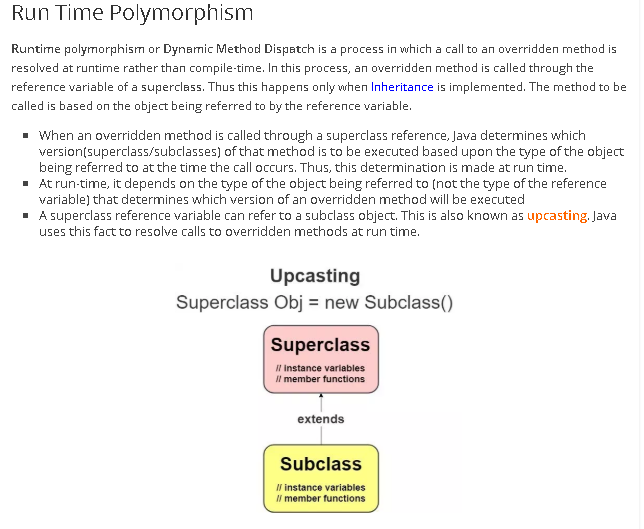 Run Time Polymorphism
Runtime polymorphism or Dynamic Method Dispatch is a process in which a call to an overridden method is
resolved at runtime rather than compile-time. In this process, an overridden method is called through the
reference variable of a superclass. Thus this happens only when Inheritance is implemented. The method to be
called is based on the object being referred to by the reference variable.
▪ When an overridden method is called through a superclass reference, Java determines which
version(superclass/subclasses) of that method is to be executed based upon the type of the object
being referred to at the time the call occurs. Thus, this determination is made at run time.
▪ At run-time, it depends on the type of the object being referred to (not the type of the reference
variable) that determines which version of an overridden method will be executed
▪ A superclass reference variable can refer to a subclass object. This is also known as upcasting. Java
uses this fact to resolve calls to overridden methods at run time.
Upcasting
Superclass Obj = new Subclass()
Superclass
// instance variables
// member functions
extends
Subclass
// instance variables
// member functions